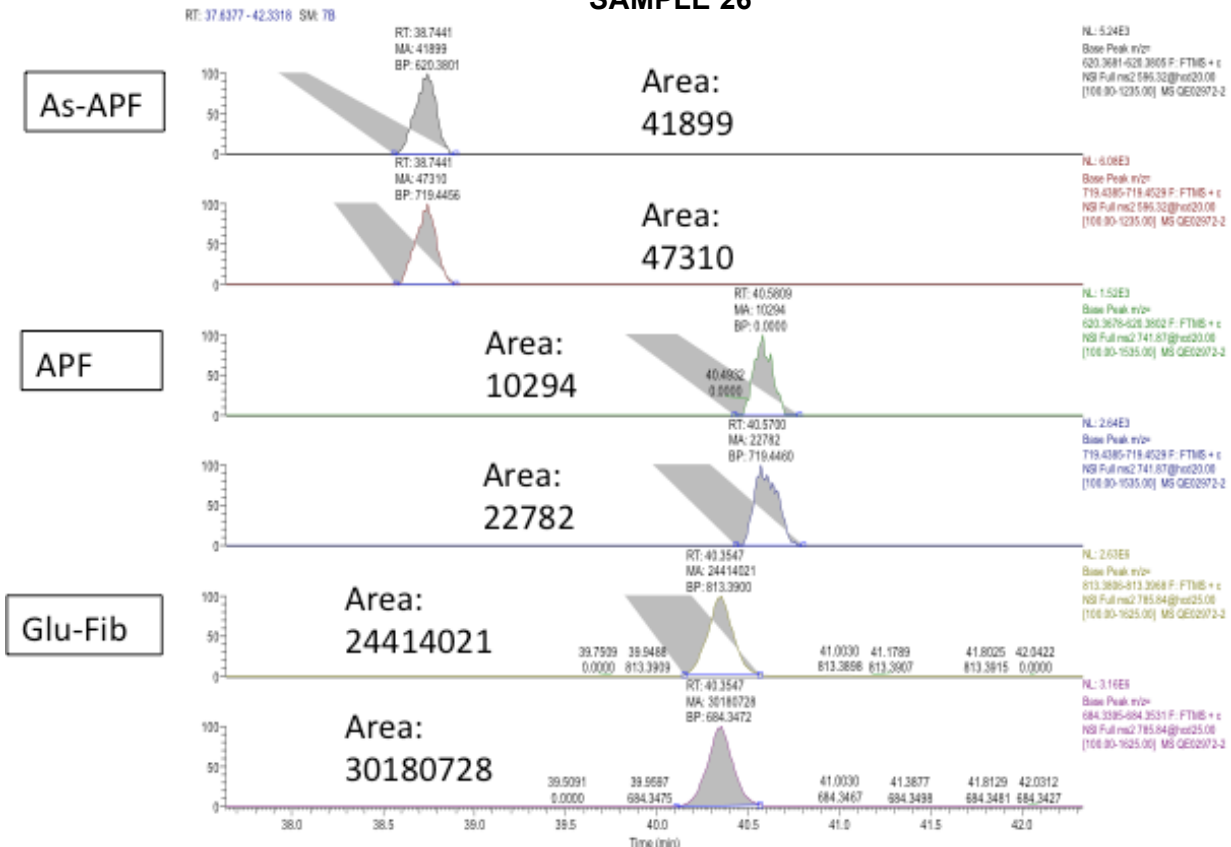 SAMPLE 26
RT: 37.6377 - 42.3318 SM: 7B
RT: 38.7441
MA: 41899
BP: 620.3801
NL: 5.24E3
Base Peak m/z=
620.3681-620.3805 F: FTMS + c
NSI Full ms2 596.32@hcd20.00
[100.00-1235.00] MS QE02972-2
As-APF
Area:
41899
100
50
0
RT: 38.7441
MA: 47310
BP: 719.4456
NL: 6.08E3
Base Peak m/z=
719.4385-719.4529 F: FTMS + c
NSI Full ms2 596.32@hcd20.00
[100.00-1235.00] MS QE02972-2
Area:
47310
100
50
0
RT: 40.5809
MA: 10294
BP: 0.0000
NL: 1.52E3
Base Peak m/z=
620.3678-620.3802 F: FTMS + c
NSI Full ms2 741.87@hcd20.00
[100.00-1535.00] MS QE02972-2
APF
Area:
10294
100
50
0
40.4932
0.0000
RT: 40.5700
MA: 22782
BP: 719.4460
NL: 2.64E3
Base Peak m/z=
719.4385-719.4529 F: FTMS + c
NSI Full ms2 741.87@hcd20.00
[100.00-1535.00] MS QE02972-2
Area:
22782
100
50
0
RT: 40.3547
MA: 24414021
BP: 813.3900
NL: 2.63E6
Base Peak m/z=
813.3806-813.3968 F: FTMS + c
NSI Full ms2 785.84@hcd25.00
[100.00-1625.00] MS QE02972-2
Glu-Fib
Area:
24414021
100
50
0
39.7509 39.9488 41.0030 41.1789 41.8025 42.0422
0.0000 813.3909 813.3898 813.3907 813.3915 0.0000
RT: 40.3547
MA: 30180728
BP: 684.3472
NL: 3.16E6
Base Peak m/z=
684.3395-684.3531 F: FTMS + c
NSI Full ms2 785.84@hcd25.00
[100.00-1625.00] MS QE02972-2
Area:
30180728
100
50
0
39.5091 39.9597 41.0030 41.3877 41.8129 42.0312
0.0000 684.3475 684.3467 684.3498 684.3481 684.3427
38.0 38.5 39.0 39.5 40.0 40.5 41.0 41.5 42.0
Time (min)